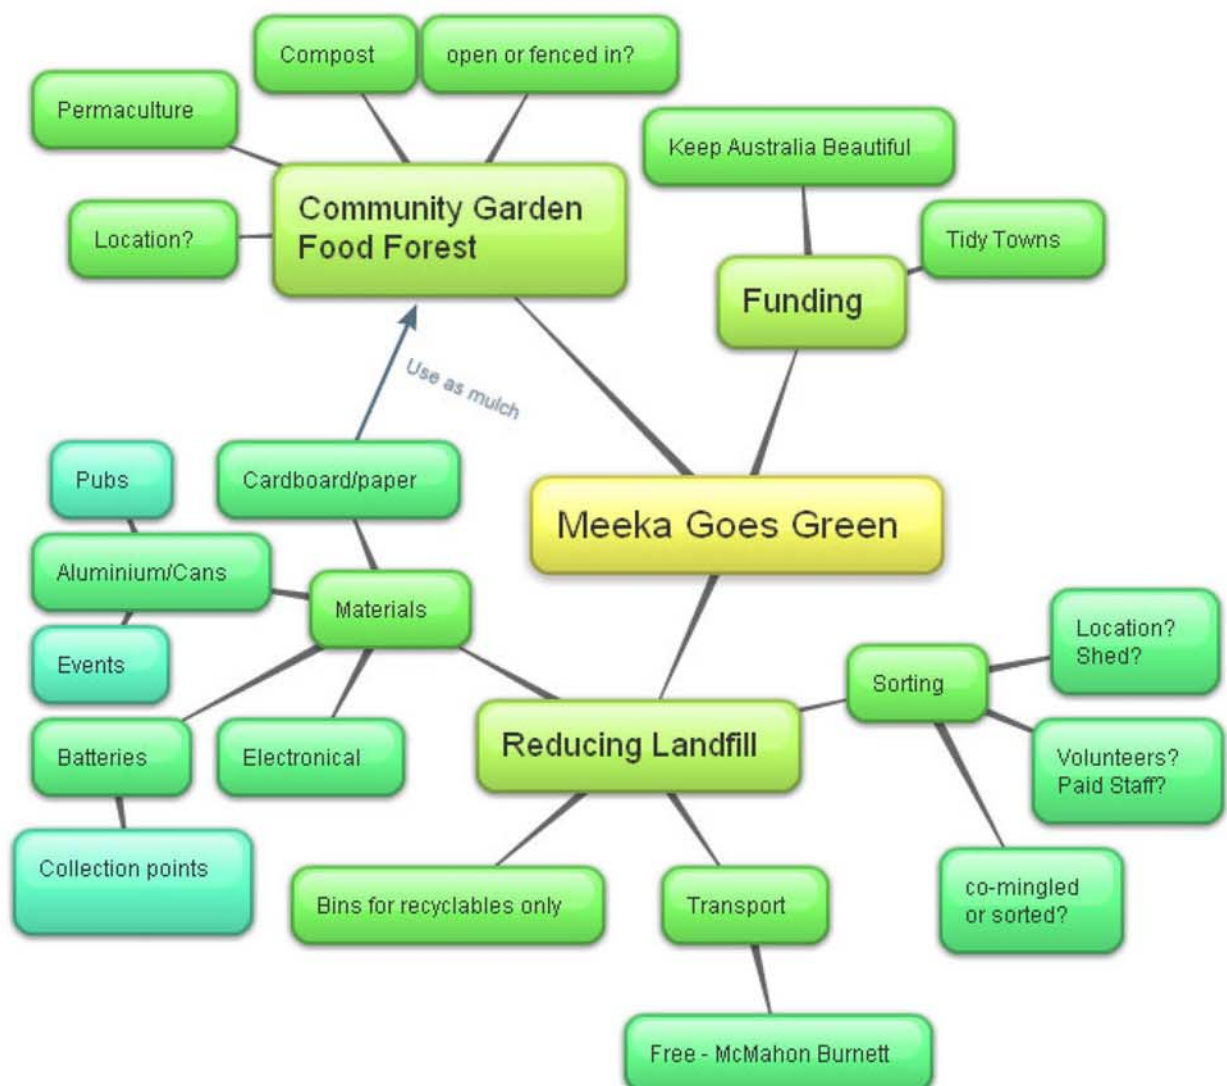 Compost
open or fenced in?
Permaculture
Keep Australia Beautiful
Community Garden
Food Forest
Location?
Tidy Towns
Funding
Use as mulch
Pubs
Cardboard/paper
Meeka Goes Green
Aluminium/Cans
Materials
Events
Location?
Shed?
Sorting
Batteries
Electronical
Reducing Landfill
Volunteers?
Paid Staff?
Collection points
Bins for recyclables only
Transport
co-mingled
or sorted?
Free - McMahon Burnett